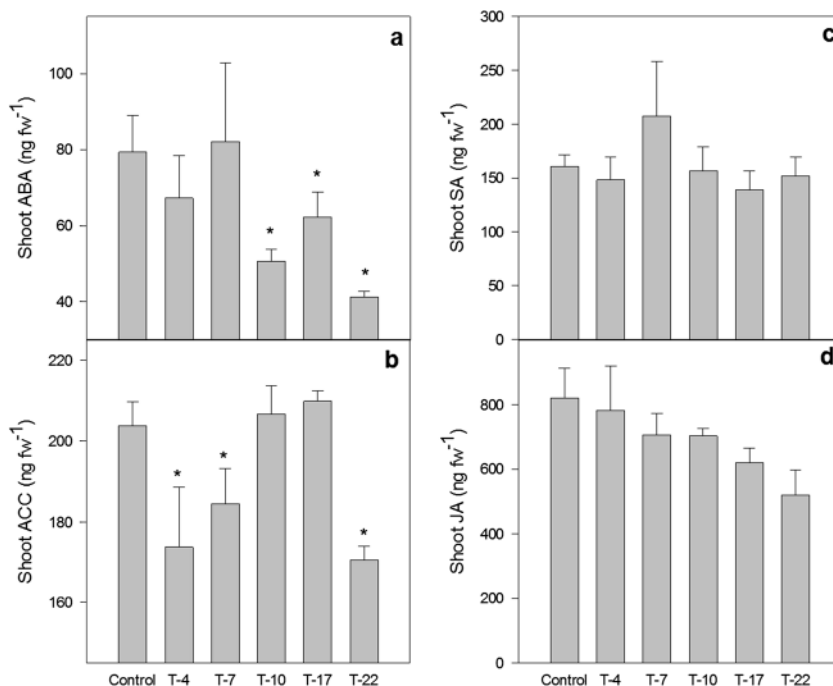 a
Shoot ABA (ng fw⁻¹)
100
80
60
40
*
*
*
b
Shoot ACC (ng fw⁻¹)
220
200
180
160
*
*
*
Control T-4 T-7 T-10 T-17 T-22
c
Shoot SA (ng fw⁻¹)
300
250
200
150
100
50
0
d
Shoot JA (ng fw⁻¹)
800
600
400
200
0
Control T-4 T-7 T-10 T-17 T-22